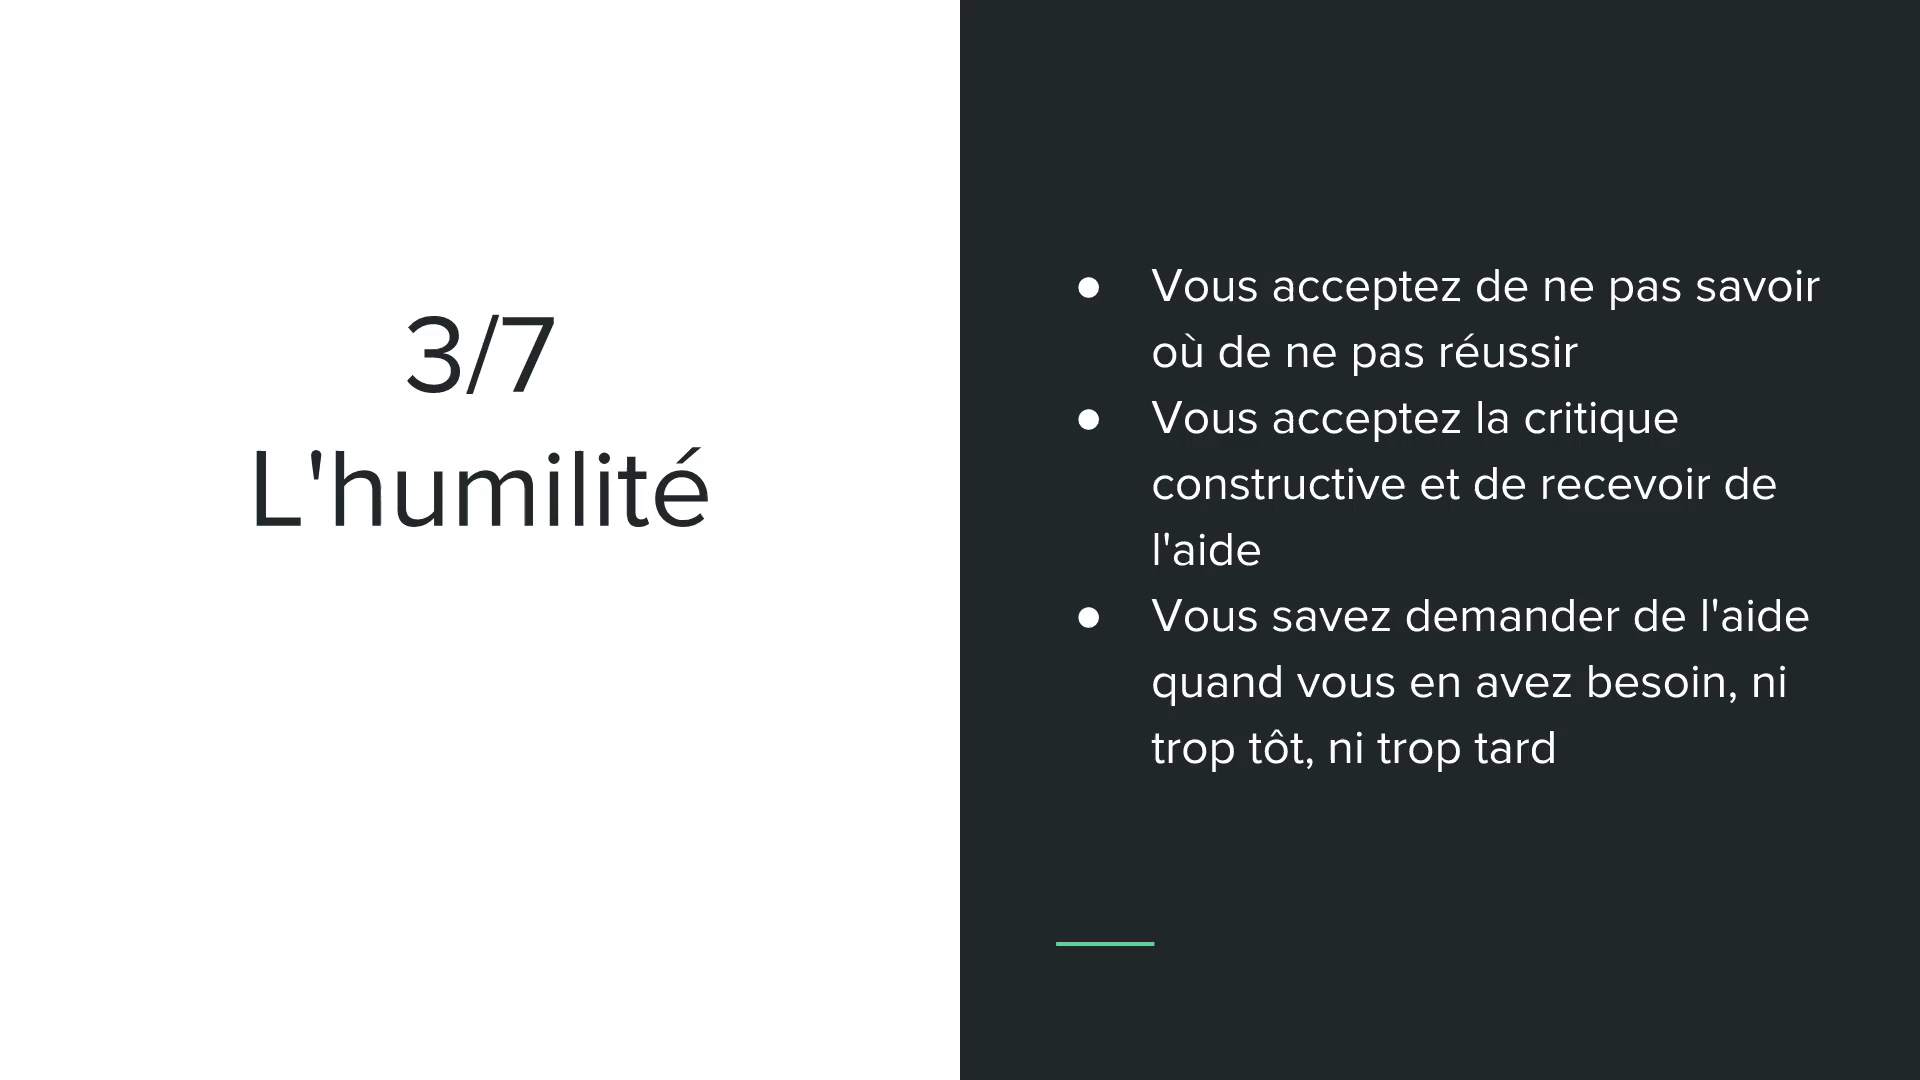 3/7
L'humilité
● Vous acceptez de ne pas savoir
où de ne pas réussir
● Vous acceptez la critique
constructive et de recevoir de
l'aide
● Vous savez demander de l'aide
quand vous en avez besoin, ni
trop tôt, ni trop tard